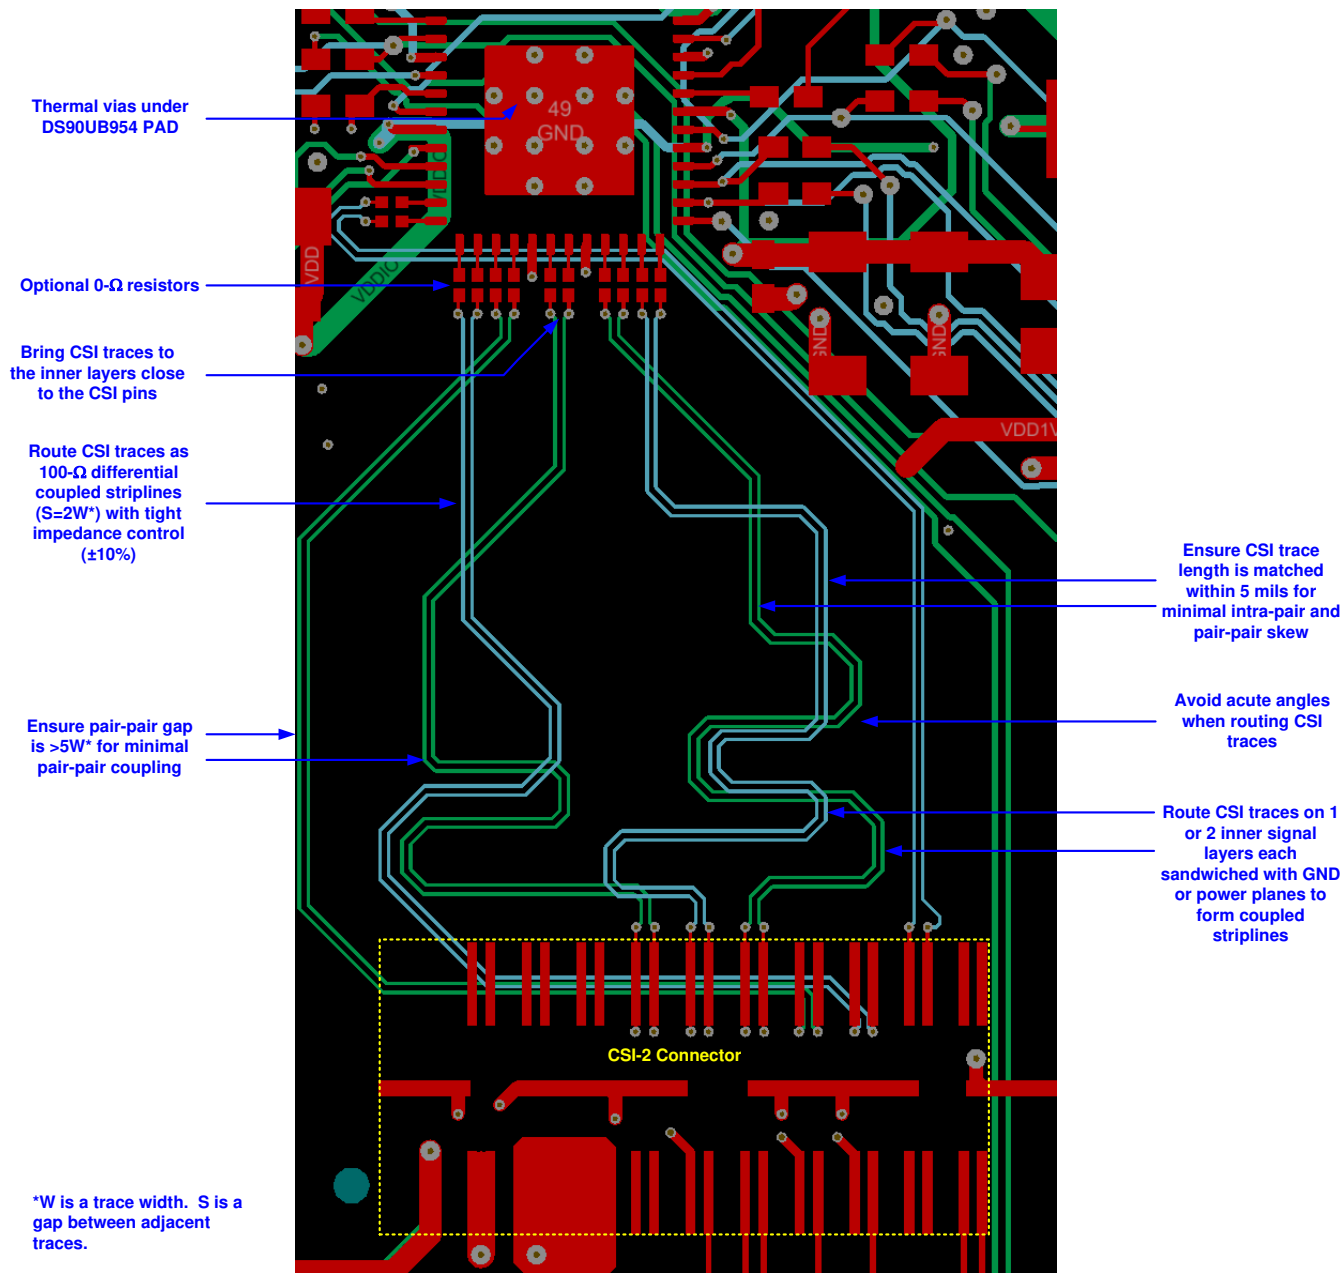 Thermal vias under
DS90UB954 PAD
Optional 0-Ω resistors
Bring CSI traces to
the inner layers close
to the CSI pins
Route CSI traces as
100-Ω differential
coupled striplines
(S=2W*) with tight
impedance control
(±10%)
Ensure pair-pair gap
is >5W* for minimal
pair-pair coupling
*W is a trace width. S is a
gap between adjacent
traces.
49
GND
VDDIO
VDD
VDDIO
GND
GND
VDD1V
CSI-2 Connector
Ensure CSI trace
length is matched
within 5 mils for
minimal intra-pair and
pair-pair skew
Avoid acute angles
when routing CSI
traces
Route CSI traces on 1
or 2 inner signal
layers each
sandwiched with GND
or power planes to
form coupled
striplines